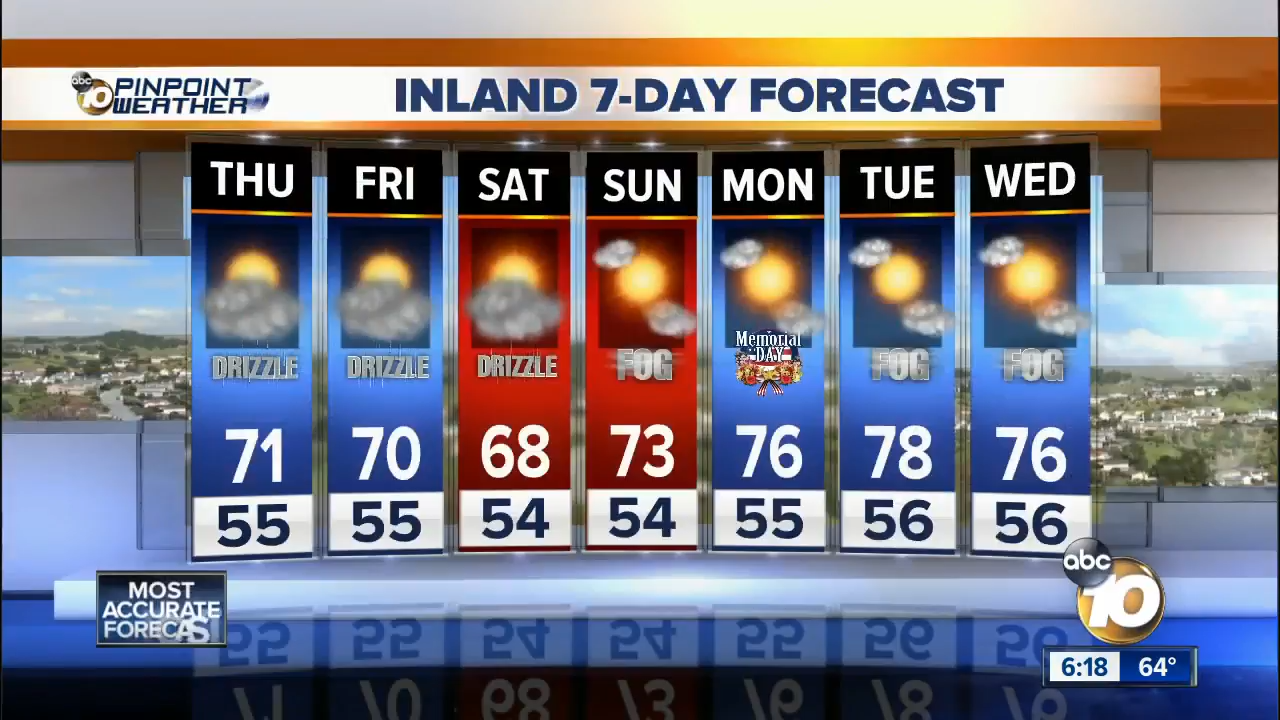 abc 10 PINPOINT WEATHER
INLAND 7-DAY FORECAST
THU FRI SAT SUN MON TUE WED
DRIZZLE DRIZZLE DRIZZLE FOG Memorial DAY FOG FOG
71 70 68 73 76 78 76
55 55 54 54 55 56 56
MOST
ACCURATE
FORECAST
abc
10
6:18 64°